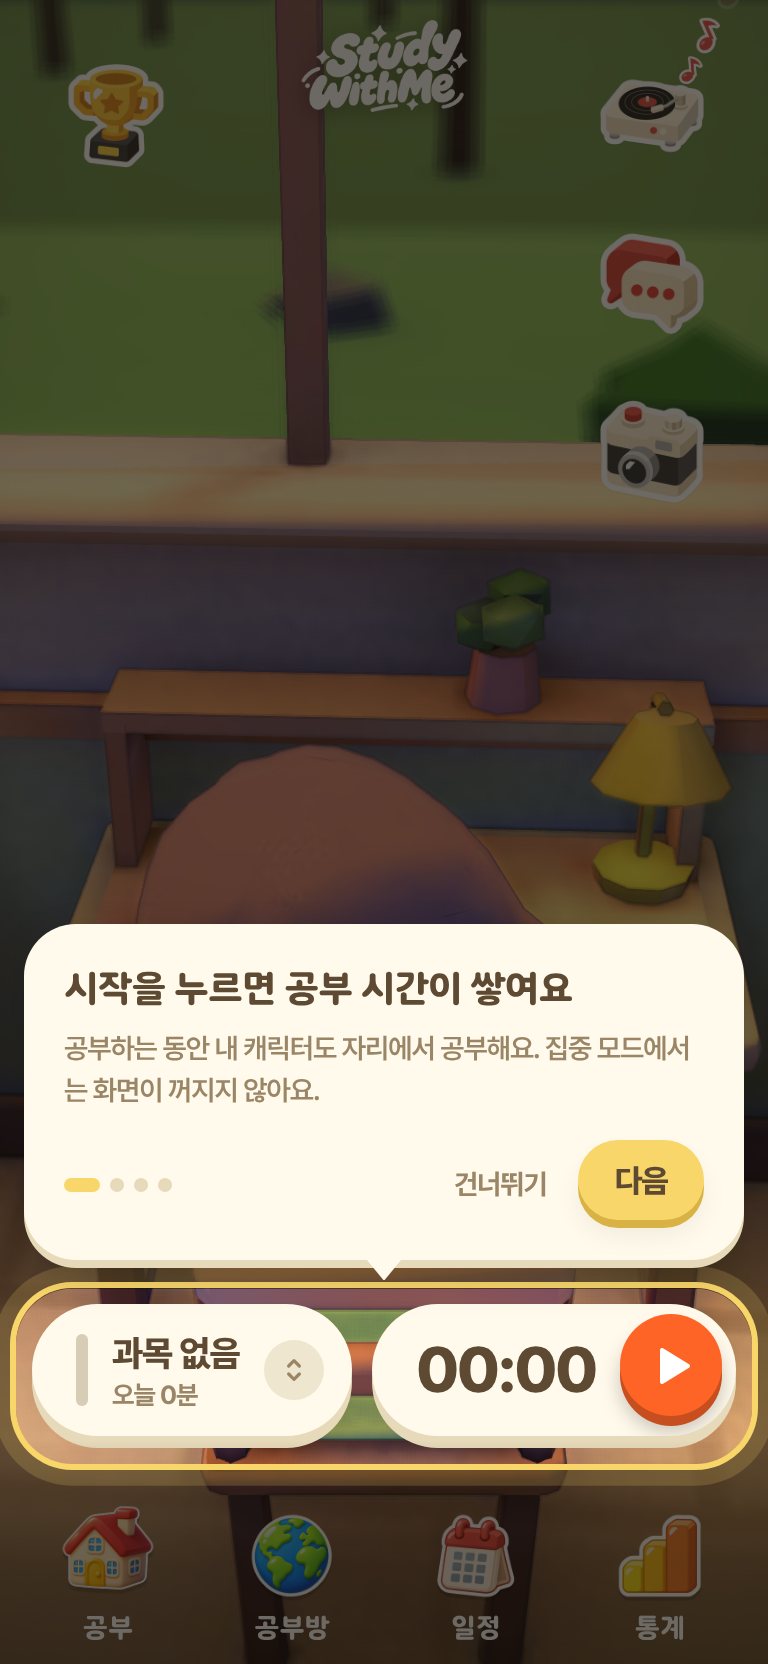 Study
WithMe
시작을 누르면 공부 시간이 쌓여요
공부하는 동안 내 캐릭터도 자리에서 공부해요. 집중 모드에서
는 화면이 꺼지지 않아요.
건너뛰기
다음
과목 없음
오늘 0분
00:00
공부
공부방
일정
통계